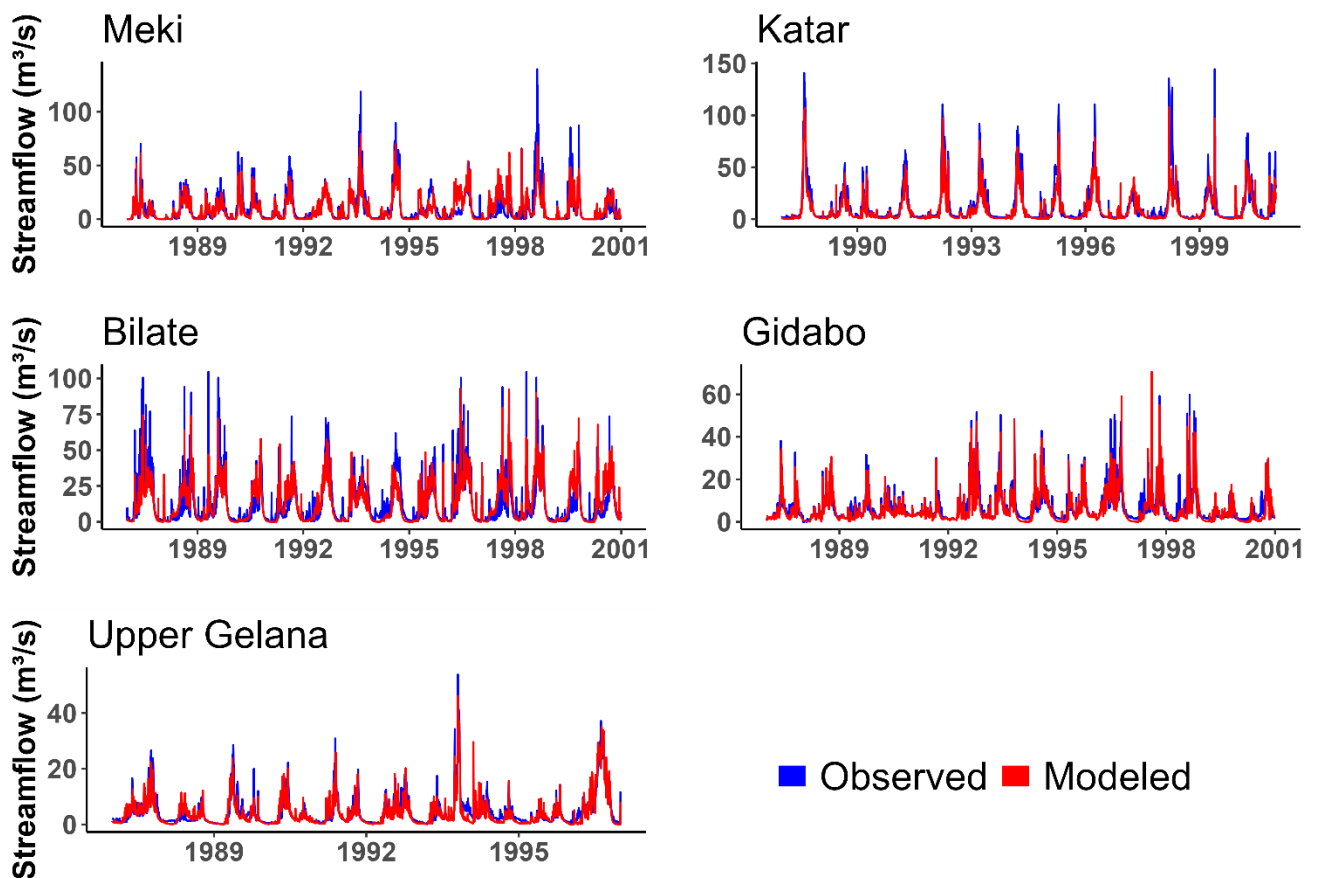 Meki
Streamflow (m³/s)
100
50
0
1989 1992 1995 1998 2001
Katar
150
100
50
0
1990 1993 1996 1999
Bilate
Streamflow (m³/s)
100
75
50
25
0
1989 1992 1995 1998 2001
Gidabo
60
40
20
0
1989 1992 1995 1998 2001
Upper Gelana
Streamflow (m³/s)
40
20
0
1989 1992 1995
Observed Modeled